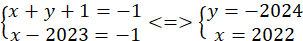 {x + y + 1 = −1 <=> {y = −2024
{x − 2023 = −1 {x = 2022